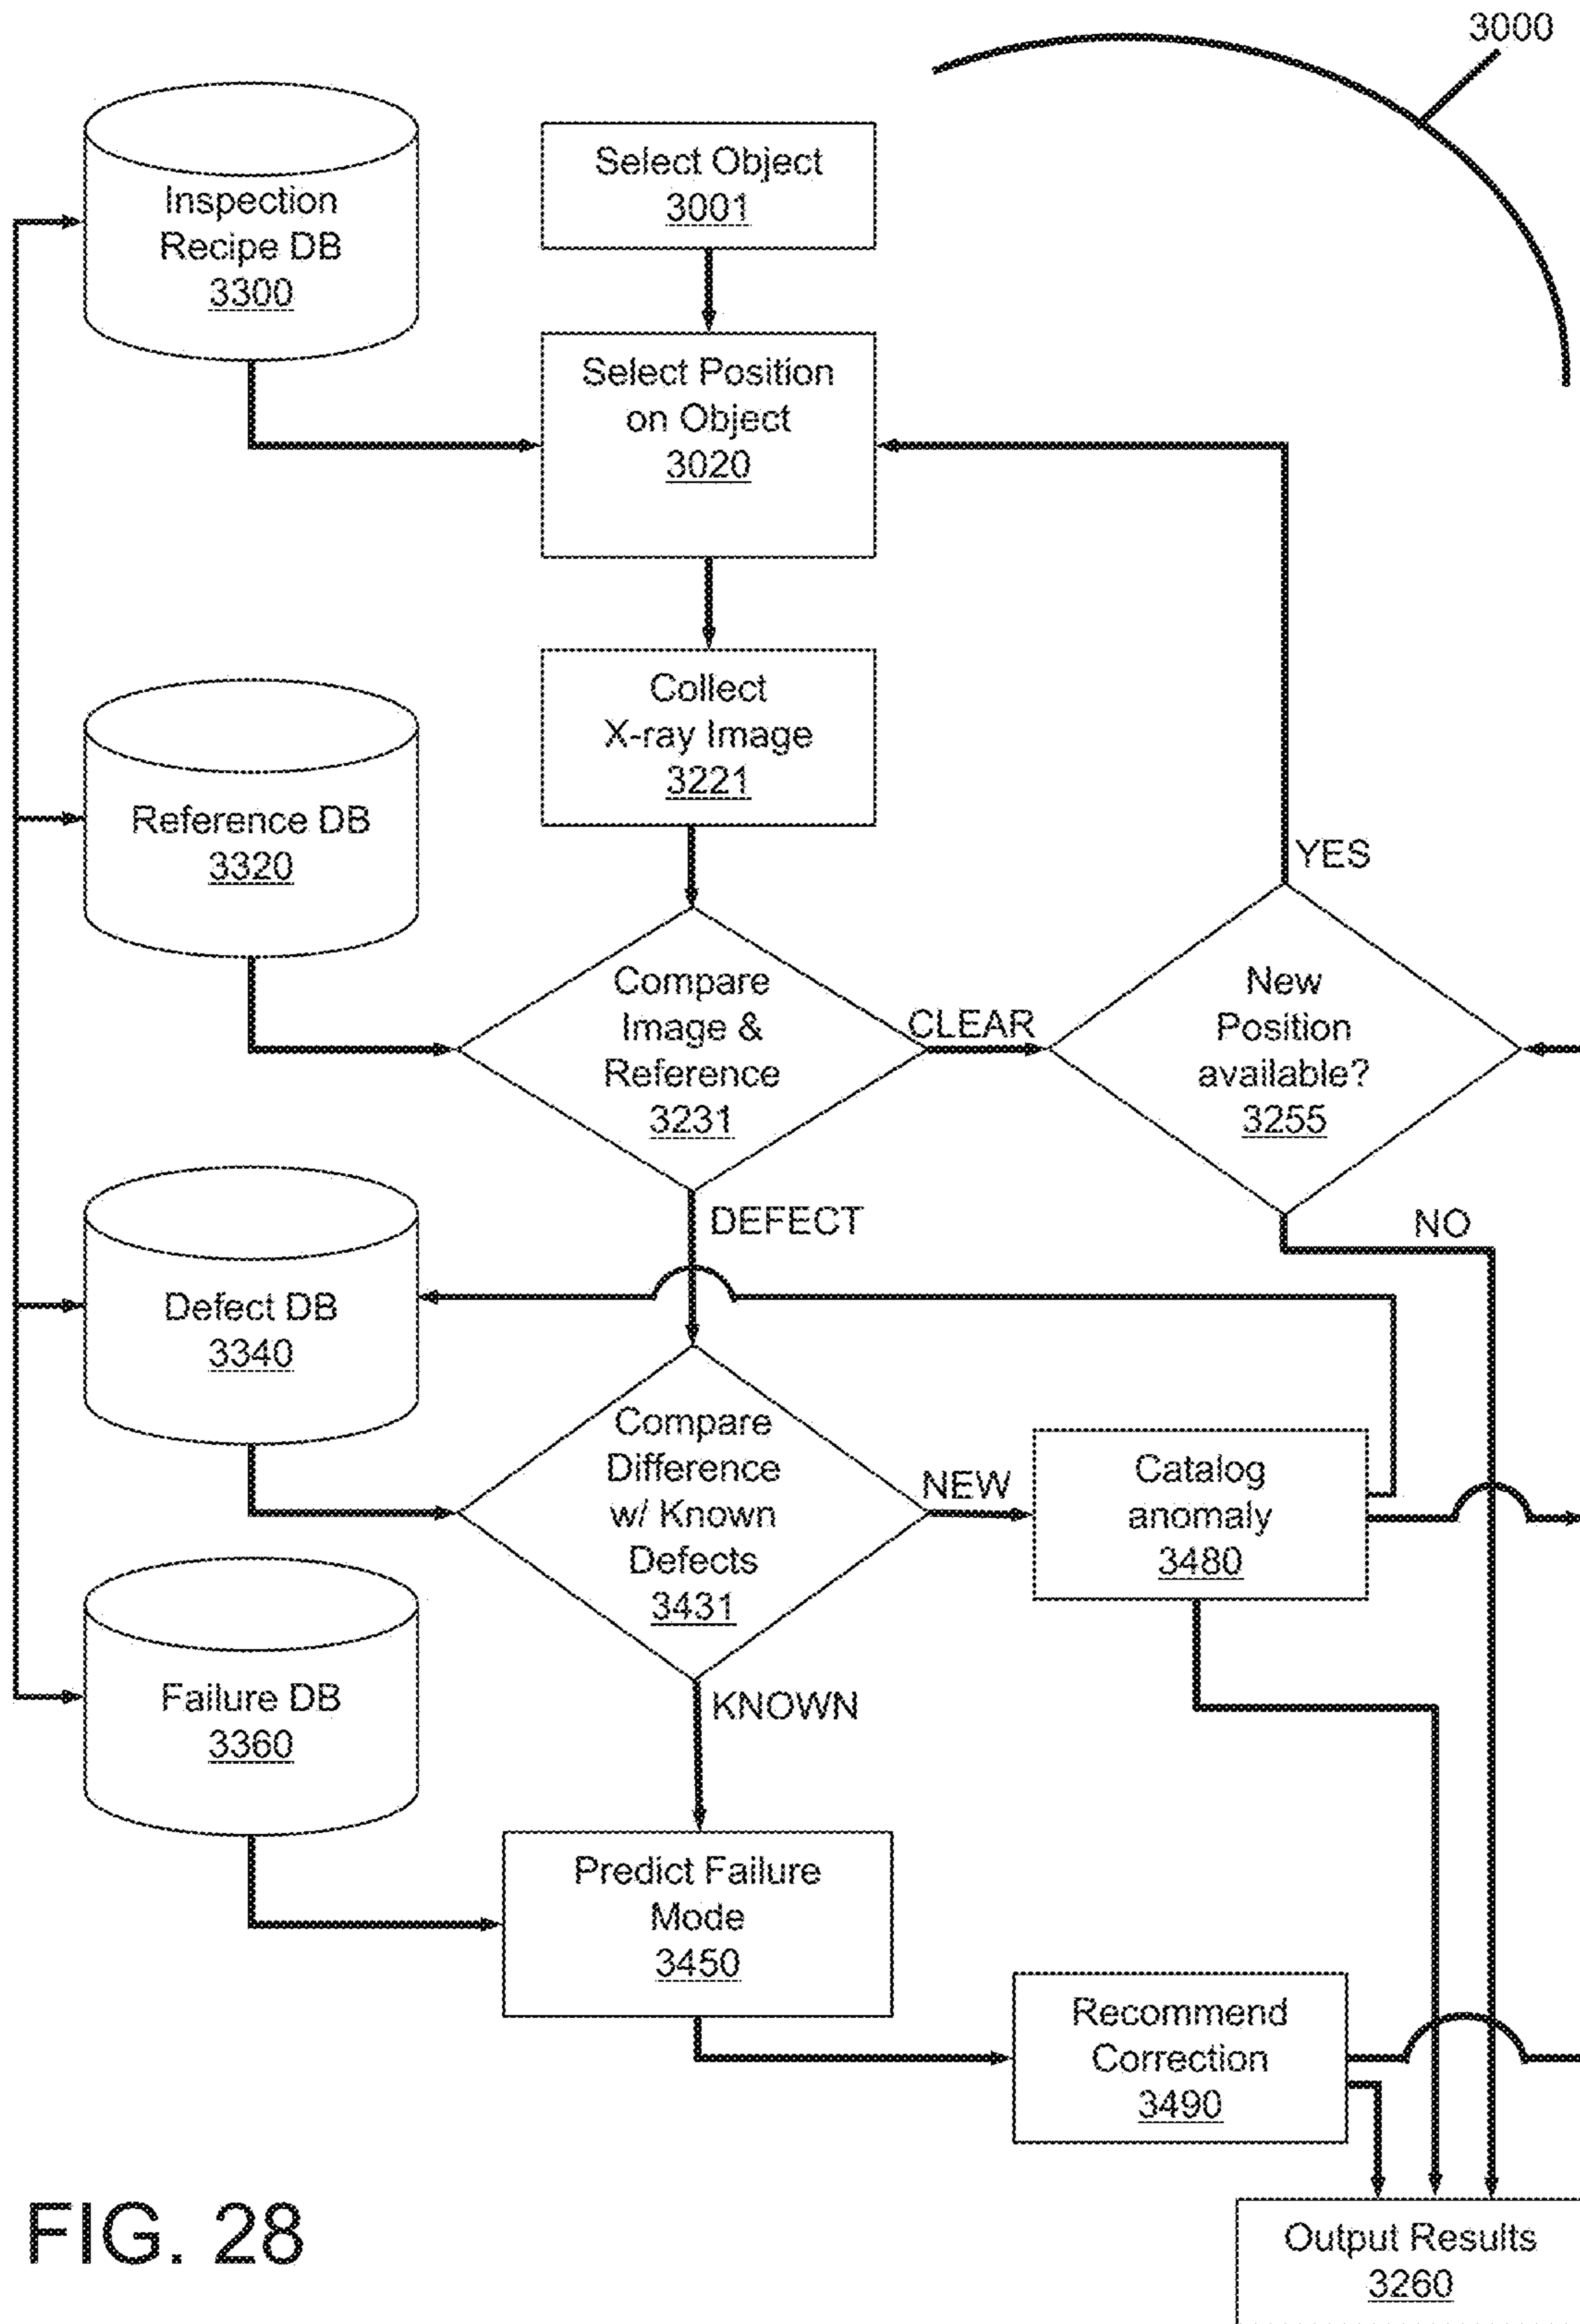 3000
Inspection
Recipe DB
3300
Select Object
3001
Select Position
on Object
3020
Collect
X-ray Image
3221
Reference DB
3320
YES
Compare
Image &
Reference
3231
CLEAR
New
Position
available?
3255
DEFECT
NO
Defect DB
3340
Compare
Difference
w/ Known
Defects
3431
NEW
Catalog
anomaly
3480
Failure DB
3360
KNOWN
Predict Failure
Mode
3450
Recommend
Correction
3490
Output Results
3260
FIG. 28